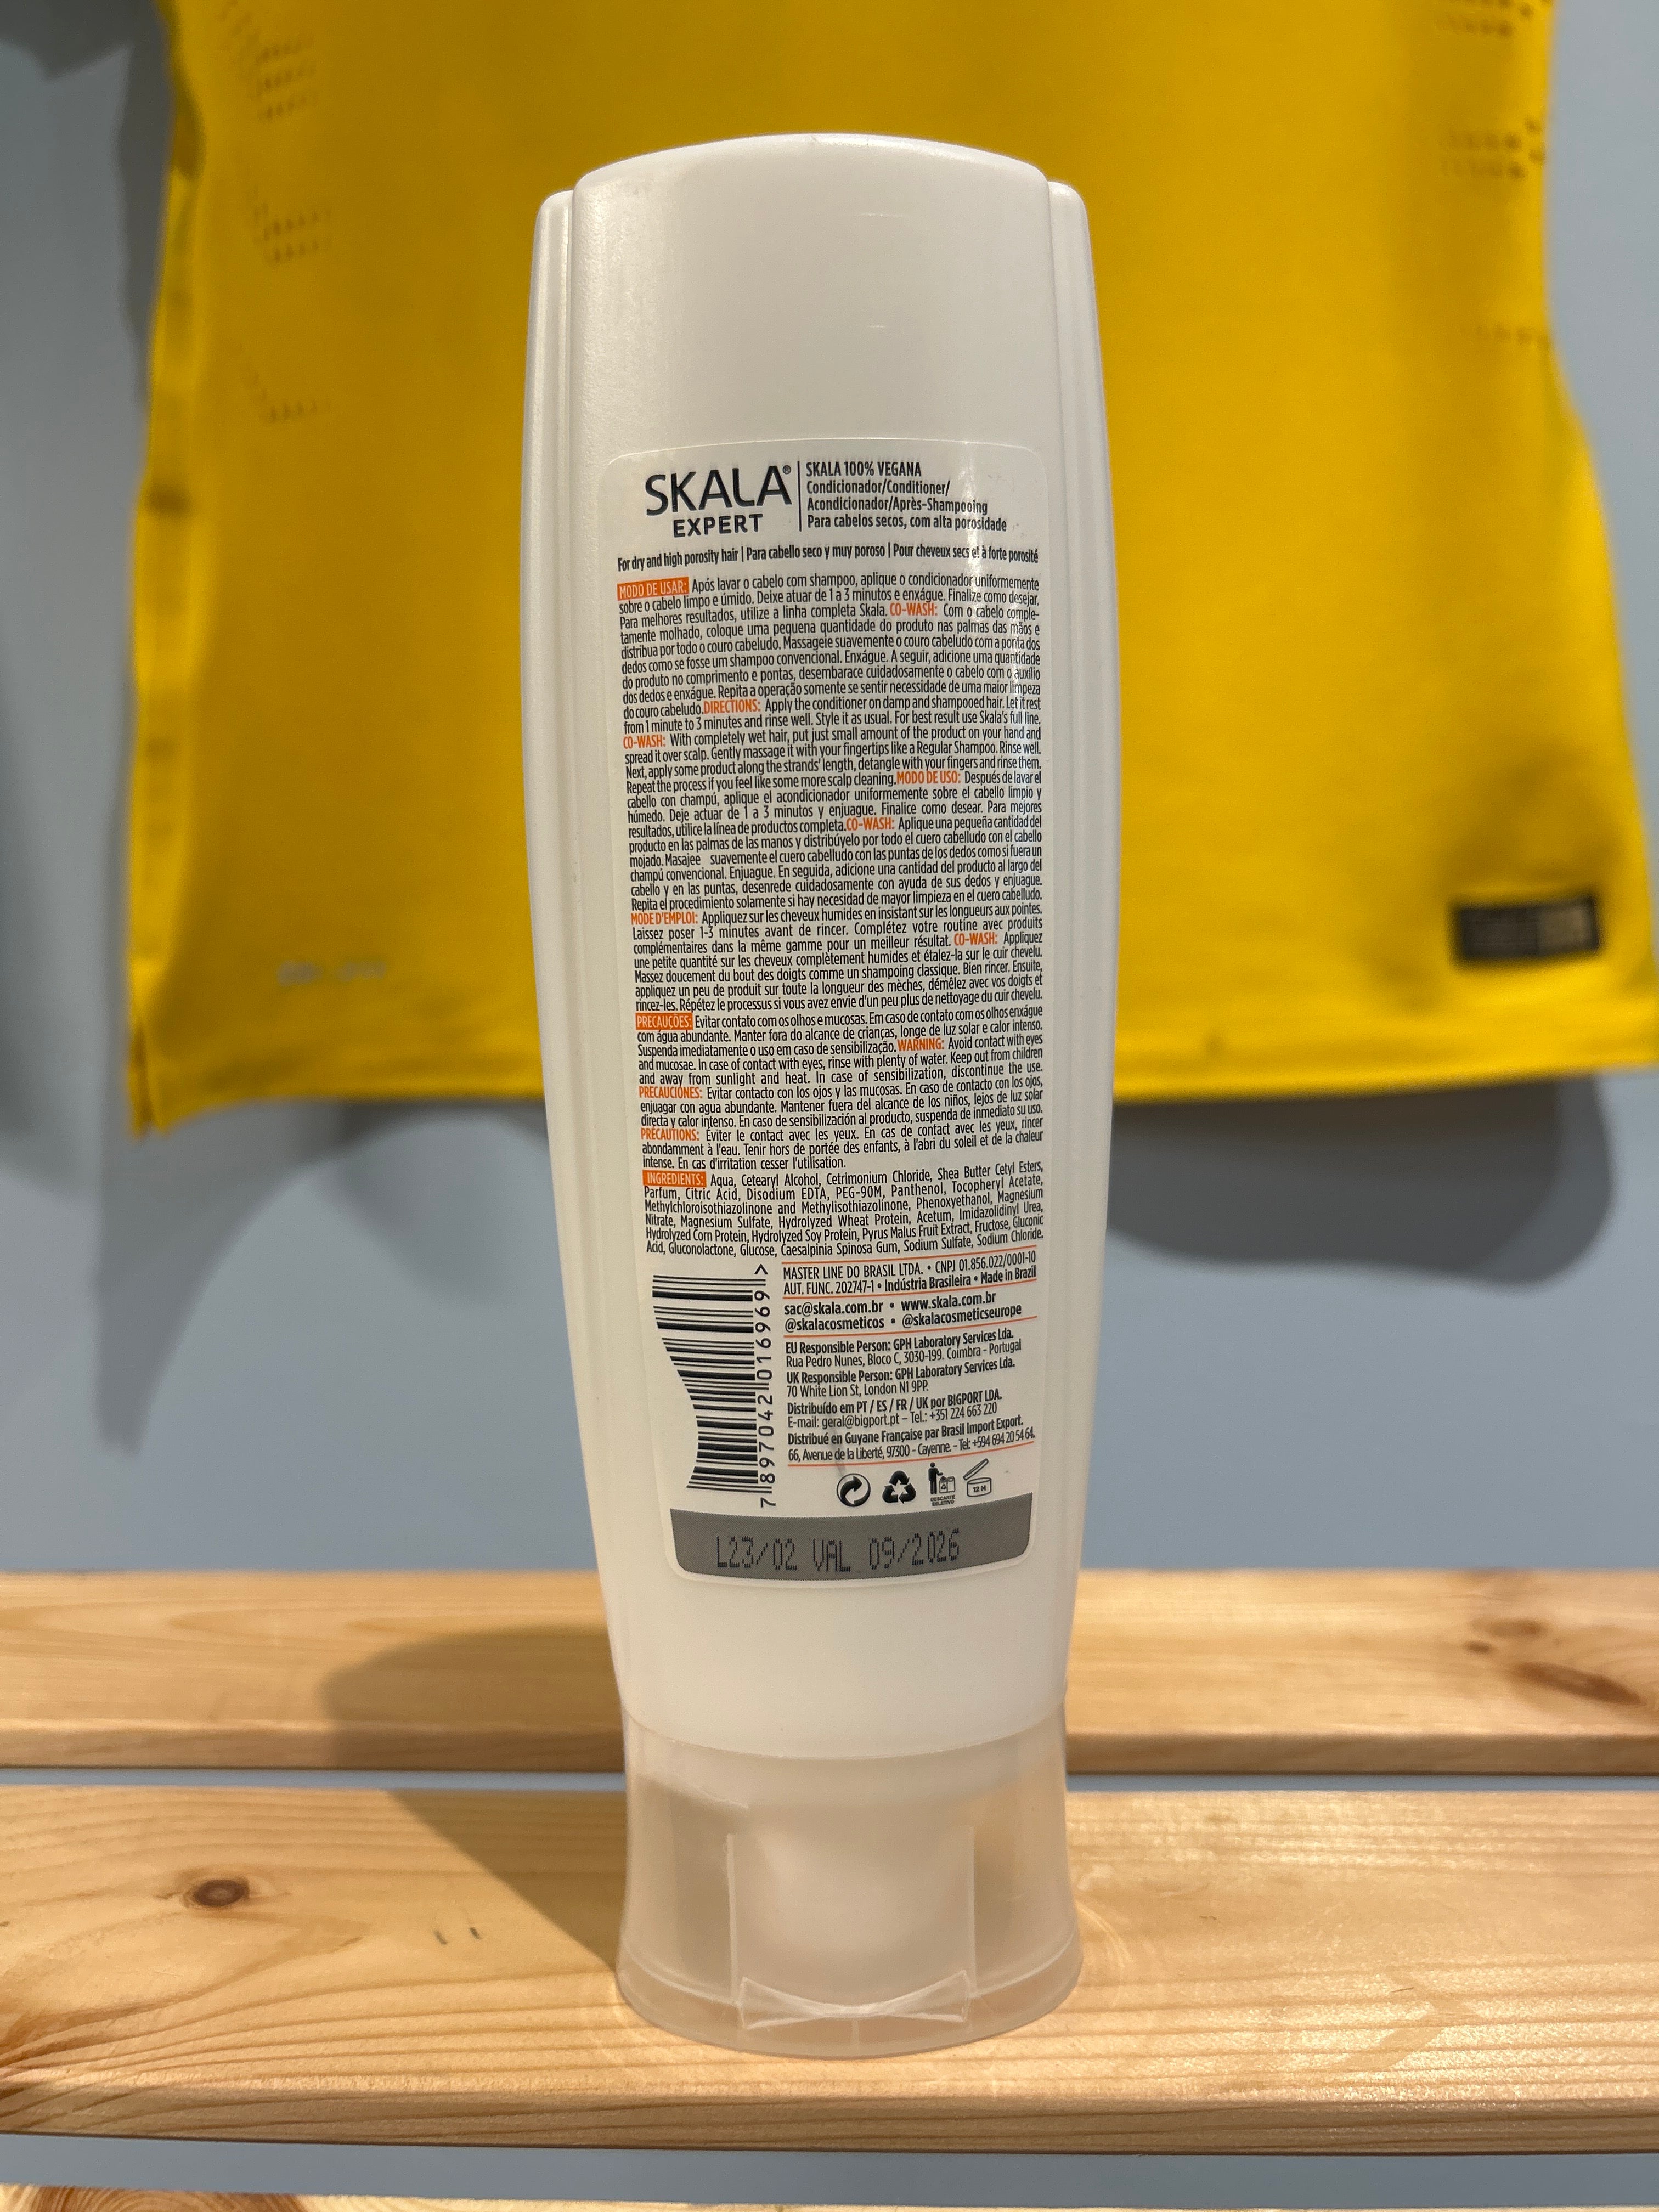 SKALA®
EXPERT
SKALA 100% VEGANA
Condicionador/Conditioner/
Acondicionador/Après-Shampooing
Para cabelos secos, com alta porosidade
For dry and high porosity hair | Para cabello seco y muy poroso | Pour cheveux secs et à forte porosité
MODO DE USAR: Após lavar o cabelo com shampoo, aplique o condicionador uniformemente
sobre o cabelo limpo e úmido. Deixe atuar de 1 a 3 minutos e enxágue. Finalize como desejar.
Para melhores resultados, utilize a linha completa Skala. CO-WASH: Com o cabelo comple-
tamente molhado, coloque uma pequena quantidade do produto nas palmas das mãos e
distribua por todo o couro cabeludo. Massageie suavemente o couro cabeludo com a ponta dos
dedos como se fosse um shampoo convencional. Enxágue. A seguir, adicione uma quantidade
do produto no comprimento e pontas, desembarace cuidadosamente o cabelo com o auxílio
dos dedos e enxágue. Repita a operação somente se sentir necessidade de uma maior limpeza
do couro cabeludo. DIRECTIONS: Apply the conditioner on damp and shampooed hair. Let it rest
from 1 minute to 3 minutes and rinse well. Style it as usual. For best result use Skala's full line.
CO-WASH: With completely wet hair, put just small amount of the product on your hand and
spread it over scalp. Gently massage it with your fingertips like a Regular Shampoo. Rinse well.
Next, apply some product along the strands' length, detangle with your fingers and rinse them.
Repeat the process if you feel like some more scalp cleaning. MODO DE USO: Después de lavar el
cabello con champú, aplique el acondicionador uniformemente sobre el cabello limpio y
húmedo. Deje actuar de 1 a 3 minutos y enjuague. Finalice como desear. Para mejores
resultados, utilice la línea de productos completa. CO-WASH: Aplique una pequeña cantidad del
producto en las palmas de las manos y distribúyelo por todo el cuero cabelludo con el cabello
mojado. Masajee suavemente el cuero cabelludo con las puntas de los dedos como si fuera un
champú convencional. Enjuague. En seguida, adicione una cantidad del producto al largo del
cabello y en las puntas, desenrede cuidadosamente con ayuda de sus dedos y enjuague.
Repita el procedimiento solamente si hay necesidad de mayor limpieza en el cuero cabelludo.
MODE D'EMPLOI: Appliquez sur les cheveux humides en insistant sur les longueurs aux pointes.
Laissez poser 1-3 minutes avant de rincer. Complétez votre routine avec produits
complémentaires dans la même gamme pour un meilleur résultat. CO-WASH: Appliquez
une petite quantité sur les cheveux complètement humides et étalez-la sur le cuir chevelu.
Massez doucement du bout des doigts comme un shampoing classique. Bien rincer. Ensuite,
appliquez un peu de produit sur toute la longueur des mèches, démêlez avec vos doigts et
rincez-les. Répétez le processus si vous avez envie d'un peu plus de nettoyage du cuir chevelu.
PRECAUÇÕES: Evitar contato com os olhos e mucosas. Em caso de contato com os olhos enxágue
com água abundante. Manter fora do alcance de crianças, longe de luz solar e calor intenso.
Suspenda imediatamente o uso em caso de sensibilização. WARNING: Avoid contact with eyes
and mucosae. In case of contact with eyes, rinse with plenty of water. Keep out from children
and away from sunlight and heat. In case of sensibilization, discontinue the use.
PRECAUCIONES: Evitar contacto con los ojos y las mucosas. En caso de contacto con los ojos,
enjuagar con agua abundante. Mantener fuera del alcance de los niños, lejos de luz solar
directa y calor intenso. En caso de sensibilización al producto, suspenda de inmediato su uso.
PRÉCAUTIONS: Éviter le contact avec les yeux. En cas de contact avec les yeux, rincer
abondamment à l'eau. Tenir hors de portée des enfants, à l'abri du soleil et de la chaleur
intense. En cas d'irritation cesser l'utilisation.
INGREDIENTS: Aqua, Cetearyl Alcohol, Cetrimonium Chloride, Shea Butter Cetyl Esters,
Parfum, Citric Acid, Disodium EDTA, PEG-90M, Panthenol, Tocopheryl Acetate,
Methylchloroisothiazolinone and Methylisothiazolinone, Phenoxyethanol, Magnesium
Nitrate, Magnesium Sulfate, Hydrolyzed Wheat Protein, Acetum, Imidazolidinyl Urea,
Hydrolyzed Corn Protein, Hydrolyzed Soy Protein, Pyrus Malus Fruit Extract, Fructose, Gluconic
Acid, Gluconolactone, Glucose, Caesalpinia Spinosa Gum, Sodium Sulfate, Sodium Chloride.
7 897042 016969 >
MASTER LINE DO BRASIL LTDA. • CNPJ 01.856.022/0001-10
AUT. FUNC. 202747-1 • Indústria Brasileira • Made in Brazil
sac@skala.com.br • www.skala.com.br
@skalacosmeticos • @skalacosmeticseurope
EU Responsible Person: GPH Laboratory Services Lda.
Rua Pedro Nunes, Bloco C, 3030-199. Coimbra - Portugal
UK Responsible Person: GPH Laboratory Services Lda.
70 White Lion St, London N1 9PP.
Distribuído em PT / ES / FR / UK por BIGPORT LDA.
E-mail: geral@bigport.pt – Tel.: +351 224 663 220
Distribué en Guyane Française par Brasil Import Export.
66, Avenue de la Liberté, 97300 - Cayenne. - Tel: +594 694 20 54 64.
DESCARTE
SELETIVO
12 M
L23/02 VAL 09/2026